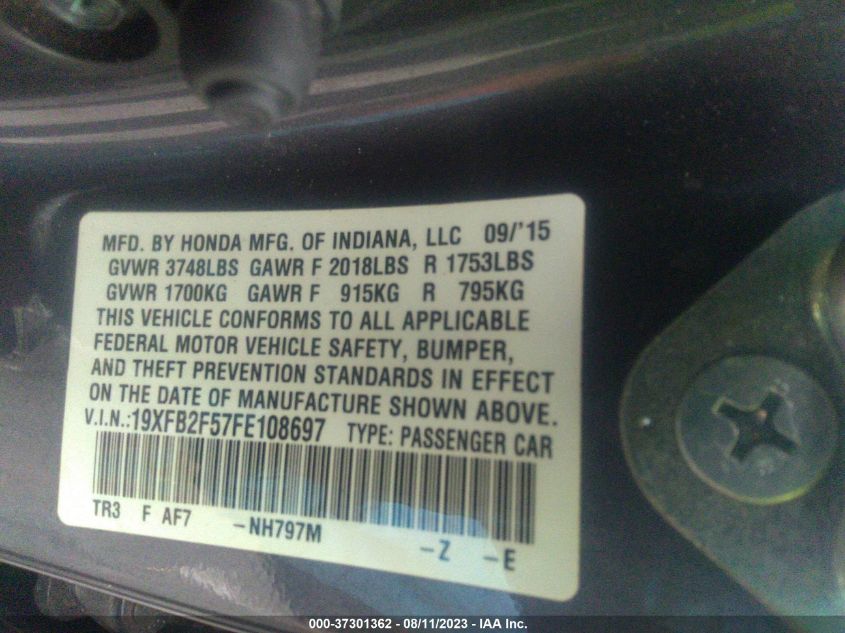 MFD. BY HONDA MFG. OF INDIANA, LLC 09/'15
GVWR 3748LBS GAWR F 2018LBS R 1753LBS
GVWR 1700KG GAWR F 915KG R 795KG
THIS VEHICLE CONFORMS TO ALL APPLICABLE
FEDERAL MOTOR VEHICLE SAFETY, BUMPER,
AND THEFT PREVENTION STANDARDS IN EFFECT
ON THE DATE OF MANUFACTURE SHOWN ABOVE.
V.I.N.:19XFB2F57FE108697 TYPE: PASSENGER CAR
TR3 F AF7 -NH797M -Z -E
000-37301362 - 08/11/2023 - IAA Inc.